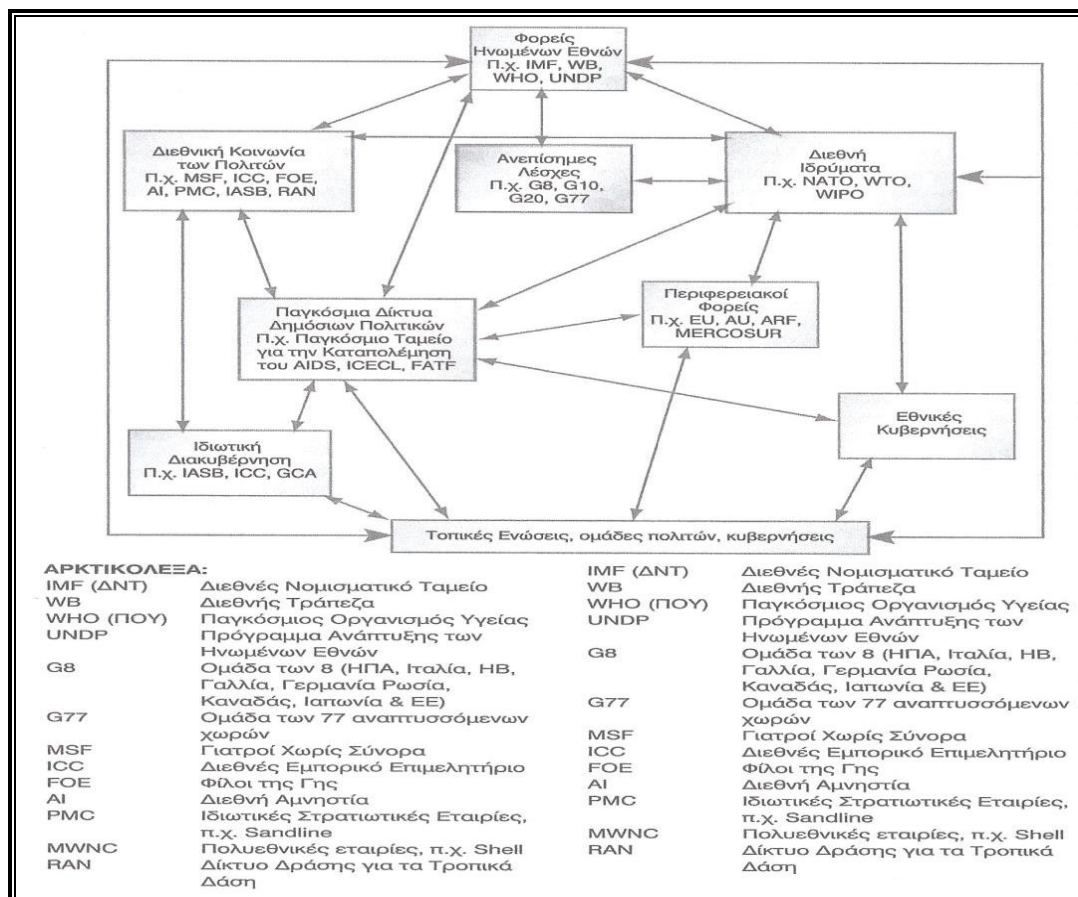 Φορείς
Ηνωμένων Εθνών
Π.χ. IMF, WB,
WHO, UNDP
Διεθνική Κοινωνία
των Πολιτών
Π.χ. MSF, ICC, FOE,
AI, PMC, IASB, RAN
Ανεπίσημες
Λέσχες
Π.χ. G8, G10,
G20, G77
Διεθνή
Ιδρύματα
Π.χ. NATO, WTO,
WIPO
Παγκόσμια Δίκτυα
Δημόσιων Πολιτικών
Π.χ. Παγκόσμιο Ταμείο
για την Καταπολέμηση
του AIDS, ICECL, FATF
Περιφερειακοί
Φορείς
Π.χ. EU, AU, ARF,
MERCOSUR
Εθνικές
Κυβερνήσεις
Ιδιωτική
Διακυβέρνηση
Π.χ. IASB, ICC, GCA
Τοπικές Ενώσεις, ομάδες πολιτών, κυβερνήσεις
ΑΡΚΤΙΚΟΛΕΞΑ:
IMF (ΔΝΤ) Διεθνές Νομισματικό Ταμείο
WB Διεθνής Τράπεζα
WHO (ΠΟΥ) Παγκόσμιος Οργανισμός Υγείας
UNDP Πρόγραμμα Ανάπτυξης των
Ηνωμένων Εθνών
G8 Ομάδα των 8 (ΗΠΑ, Ιταλία, ΗΒ,
Γαλλία, Γερμανία Ρωσία,
Καναδάς, Ιαπωνία & ΕΕ)
G77 Ομάδα των 77 αναπτυσσόμενων
χωρών
MSF Γιατροί Χωρίς Σύνορα
ICC Διεθνές Εμπορικό Επιμελητήριο
FOE Φίλοι της Γης
AI Διεθνή Αμνηστία
PMC Ιδιωτικές Στρατιωτικές Εταιρίες,
π.χ. Sandline
MWNC Πολυεθνικές εταιρίες, π.χ. Shell
RAN Δίκτυο Δράσης για τα Τροπικά
Δάση
IMF (ΔΝΤ) Διεθνές Νομισματικό Ταμείο
WB Διεθνής Τράπεζα
WHO (ΠΟΥ) Παγκόσμιος Οργανισμός Υγείας
UNDP Πρόγραμμα Ανάπτυξης των
Ηνωμένων Εθνών
G8 Ομάδα των 8 (ΗΠΑ, Ιταλία, ΗΒ,
Γαλλία, Γερμανία Ρωσία,
Καναδάς, Ιαπωνία & ΕΕ)
G77 Ομάδα των 77 αναπτυσσόμενων
χωρών
MSF Γιατροί Χωρίς Σύνορα
ICC Διεθνές Εμπορικό Επιμελητήριο
FOE Φίλοι της Γης
AI Διεθνή Αμνηστία
PMC Ιδιωτικές Στρατιωτικές Εταιρίες,
π.χ. Sandline
MWNC Πολυεθνικές εταιρίες, π.χ. Shell
RAN Δίκτυο Δράσης για τα Τροπικά
Δάση